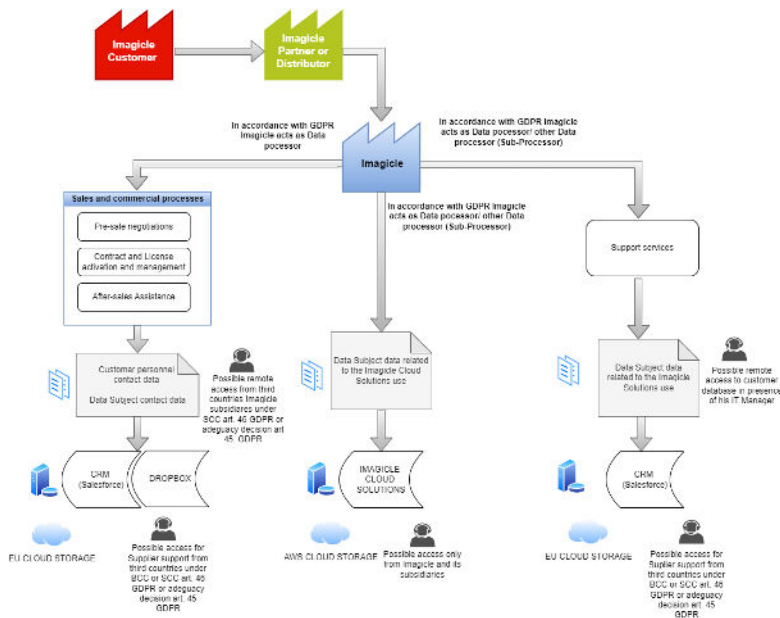 Imagicle
Customer
Imagicle
Partner or
Distributor
In accordance with GDPR
Imagicle acts as Data
pocessor
In accordance with GDPR Imagicle
acts as Data pocessor/ other Data
processor (Sub-Processor)
Imagicle
Sales and commercial processes
Pre-sale negotiations
Contract and License
activation and management
After-sales Assistance
In accordance with GDPR Imagicle
acts as Data pocessor/ other Data
processor (Sub-Processor)
Support services
Customer personnel
contact data
Data Subject contact data
Possible remote
access from third
countries Imagicle
subsidiares under
SCC art. 46 GDPR or
adeguacy decision art
45. GDPR
Data Subject data related
to the Imagicle Cloud
Solutions use
Data Subject data
related to the Imagicle
Solutions use
Possible remote
access to customer
database in presence
of his IT Manager
CRM
(Salesforce)
DROPBOX
IMAGICLE
CLOUD
SOLUTIONS
CRM
(Salesforce)
EU CLOUD STORAGE
Possible access for
Supplier support from
third countries under
BCC or SCC art. 46
GDPR or adeguacy
decision art. 45
GDPR
AWS CLOUD STORAGE
Possible access only
from Imagicle and its
subsidiaries
EU CLOUD STORAGE
Possible access for
Suplier support from
third countries under
BCC or SCC art. 46
GDPR or adeguacy
decision art. 45
GDPR